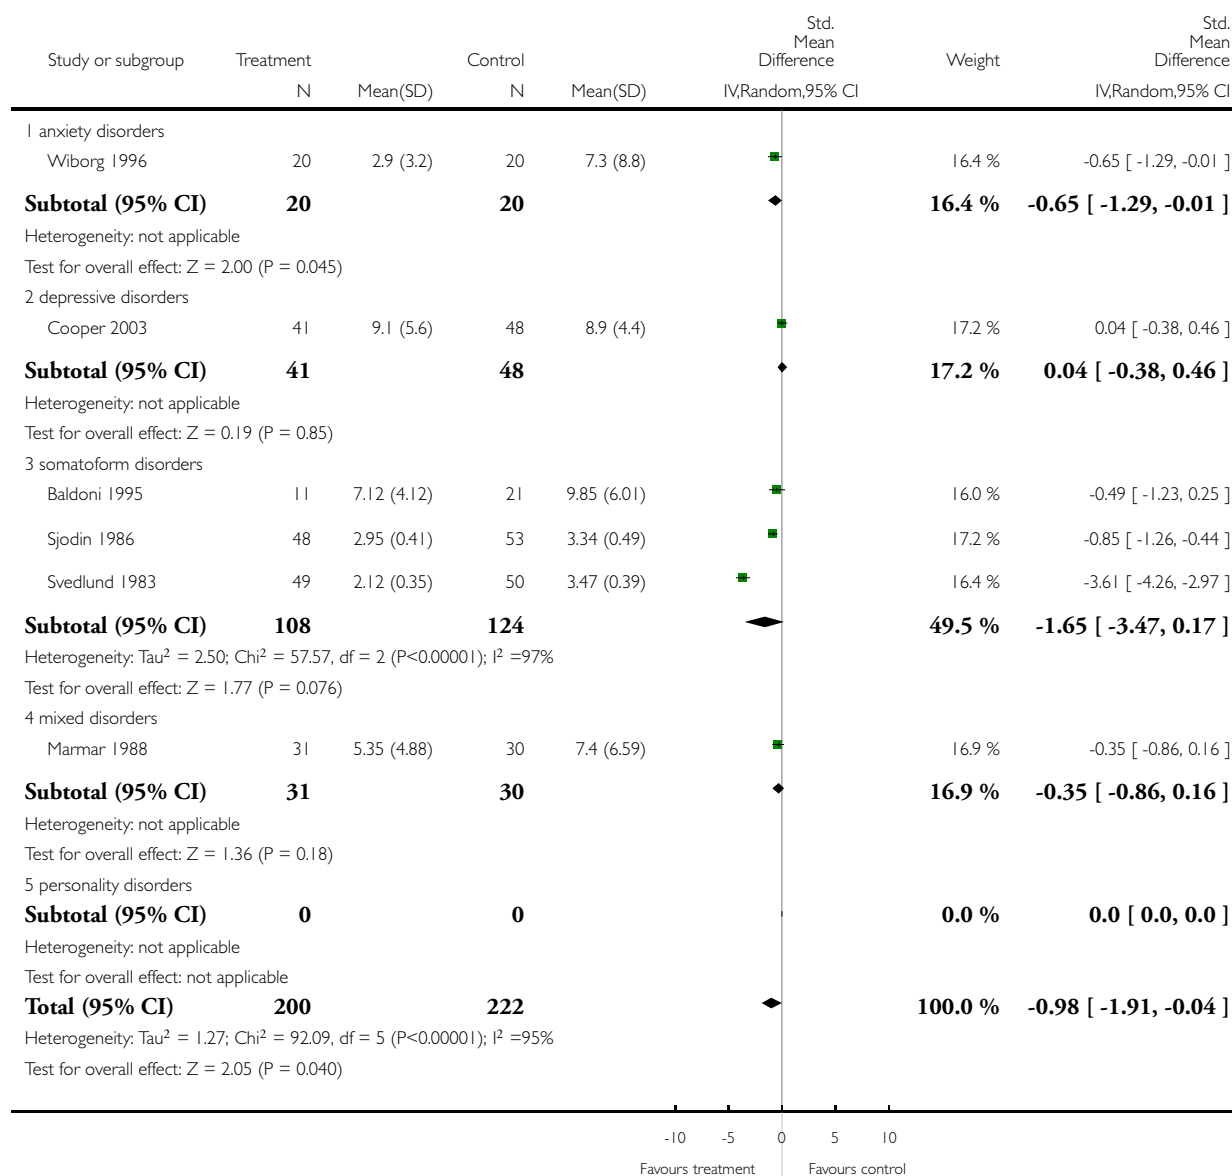 Std. Std.
Mean Mean
Study or subgroup Treatment Control Difference Weight Difference
N Mean(SD) N Mean(SD) IV,Random,95% CI IV,Random,95% CI
1 anxiety disorders
Wiborg 1996 20 2.9 (3.2) 20 7.3 (8.8) 16.4 % -0.65 [ -1.29, -0.01 ]
Subtotal (95% CI) 20 20 16.4 % -0.65 [ -1.29, -0.01 ]
Heterogeneity: not applicable
Test for overall effect: Z = 2.00 (P = 0.045)
2 depressive disorders
Cooper 2003 41 9.1 (5.6) 48 8.9 (4.4) 17.2 % 0.04 [ -0.38, 0.46 ]
Subtotal (95% CI) 41 48 17.2 % 0.04 [ -0.38, 0.46 ]
Heterogeneity: not applicable
Test for overall effect: Z = 0.19 (P = 0.85)
3 somatoform disorders
Baldoni 1995 11 7.12 (4.12) 21 9.85 (6.01) 16.0 % -0.49 [ -1.23, 0.25 ]
Sjodin 1986 48 2.95 (0.41) 53 3.34 (0.49) 17.2 % -0.85 [ -1.26, -0.44 ]
Svedlund 1983 49 2.12 (0.35) 50 3.47 (0.39) 16.4 % -3.61 [ -4.26, -2.97 ]
Subtotal (95% CI) 108 124 49.5 % -1.65 [ -3.47, 0.17 ]
Heterogeneity: Tau² = 2.50; Chi² = 57.57, df = 2 (P<0.00001); I² =97%
Test for overall effect: Z = 1.77 (P = 0.076)
4 mixed disorders
Marmar 1988 31 5.35 (4.88) 30 7.4 (6.59) 16.9 % -0.35 [ -0.86, 0.16 ]
Subtotal (95% CI) 31 30 16.9 % -0.35 [ -0.86, 0.16 ]
Heterogeneity: not applicable
Test for overall effect: Z = 1.36 (P = 0.18)
5 personality disorders
Subtotal (95% CI) 0 0 0.0 % 0.0 [ 0.0, 0.0 ]
Heterogeneity: not applicable
Test for overall effect: not applicable
Total (95% CI) 200 222 100.0 % -0.98 [ -1.91, -0.04 ]
Heterogeneity: Tau² = 1.27; Chi² = 92.09, df = 5 (P<0.00001); I² =95%
Test for overall effect: Z = 2.05 (P = 0.040)
-10 -5 0 5 10
Favours treatment Favours control